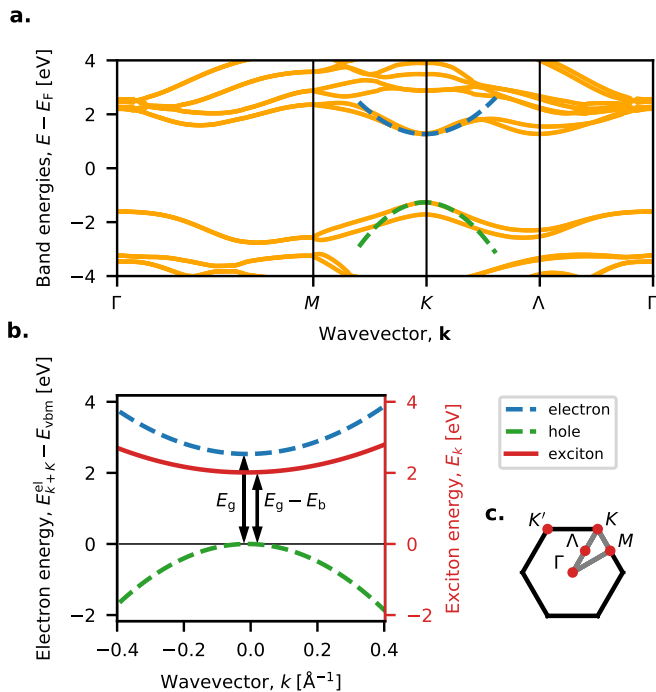 a.
Band energies, E − E_F [eV]
4
2
0
−2
−4
Γ
M
K
Λ
Γ
Wavevector, k
b.
Electron energy, E^el_{k+K} − E_vbm [eV]
4
2
0
−2
E_g
E_g − E_b
4
2
0
−2
Exciton energy, E_k [eV]
−0.4
−0.2
0.0
0.2
0.4
Wavevector, k [Å⁻¹]
electron
hole
exciton
c.
K′
K
Λ
M
Γ